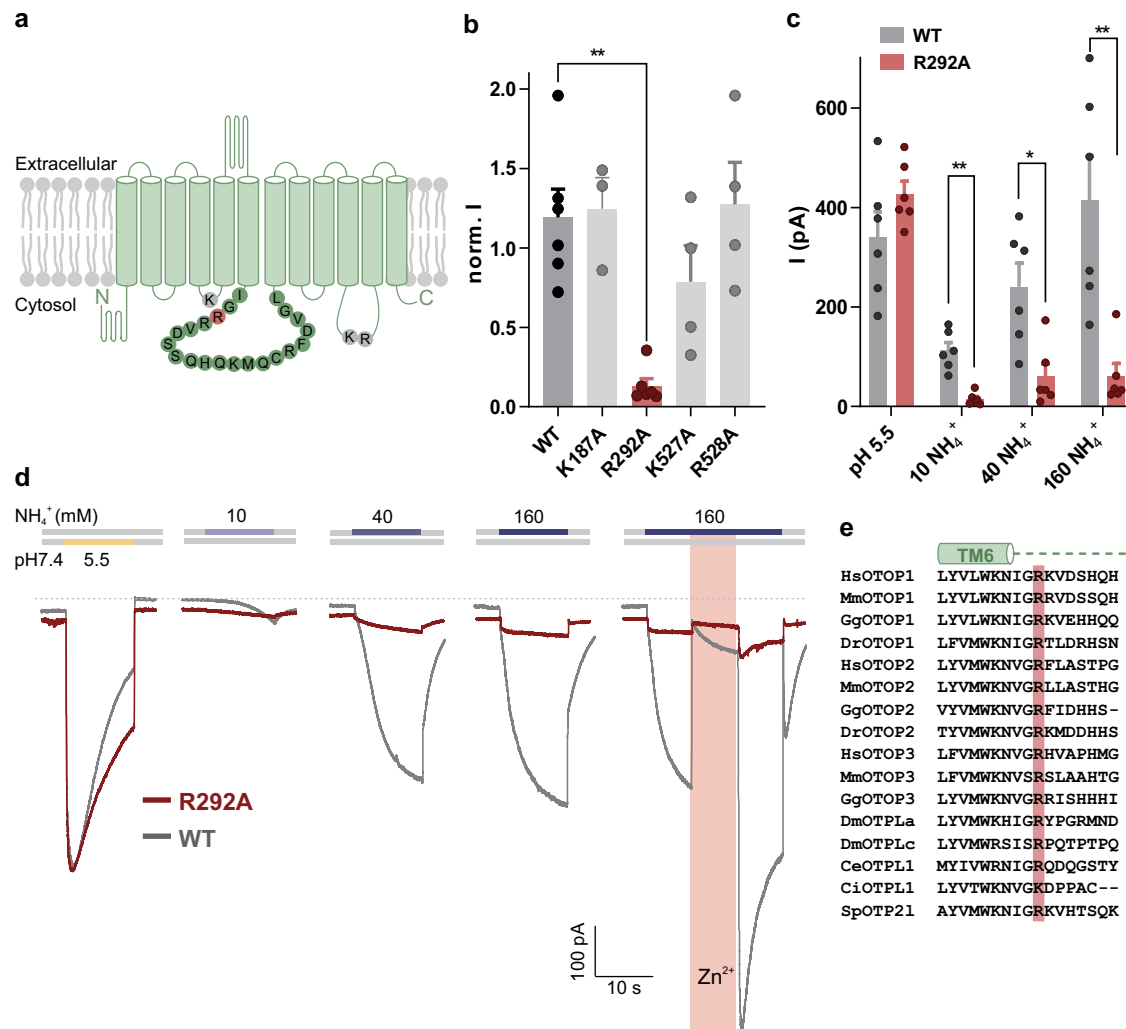 a
Extracellular
Cytosol
N
C
K
I G R R V D S S Q H Q K M Q C R F D V G L
K R
b
**
norm. I
2.0
1.5
1.0
0.5
0.0
WT
K187A
R292A
K527A
R528A
c
WT
R292A
**
*
**
I (pA)
600
400
200
0
pH 5.5
10 NH₄⁺
40 NH₄⁺
160 NH₄⁺
d
NH₄⁺ (mM) 10 40 160 160
pH7.4 5.5
R292A
WT
100 pA
10 s
Zn²⁺
e
TM6
HsOTOP1 LYVLWKNIGRKVDSHQH
MmOTOP1 LYVLWKNIGRRVDSSQH
GgOTOP1 LYVLWKNIGRKVEHHQQ
DrOTOP1 LFVMWKNIGRTLDRHSN
HsOTOP2 LYVMWKNVGRFLASTPG
MmOTOP2 LYVMWKNVGRLLASTHG
GgOTOP2 VYVMWKNVGRFIDHHS-
DrOTOP2 TYVMWKNVGRKMDDHHS
HsOTOP3 LFVMWKNVGRHVAPHMG
MmOTOP3 LFVMWKNVSRSLAAHTG
GgOTOP3 LYVMWKNVGRRISHHHI
DmOTPLa LYVMWKHIGRYPGRMND
DmOTPLc LYVMWRSISRPQTPTPQ
CeOTPL1 MYIVWRNIGRQDQGSTY
CiOTPL1 LYVTWKNVGKDPPAC--
SpOTP2l AYVMWKNIGRKVHTSQK